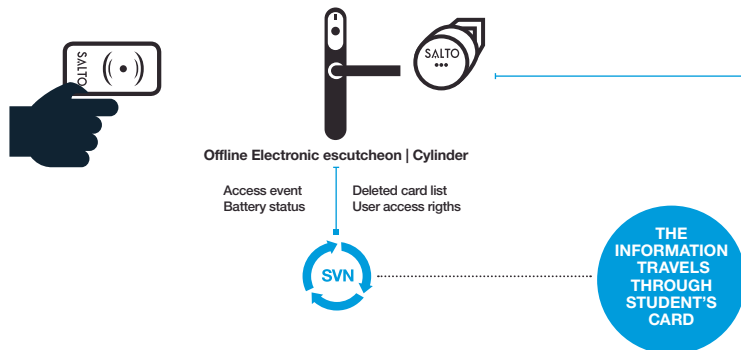 SALTO
SALTO
Offline Electronic escutcheon | Cylinder
Access event
Battery status
Deleted card list
User access rigths
SVN
THE
INFORMATION
TRAVELS
THROUGH
STUDENT'S
CARD